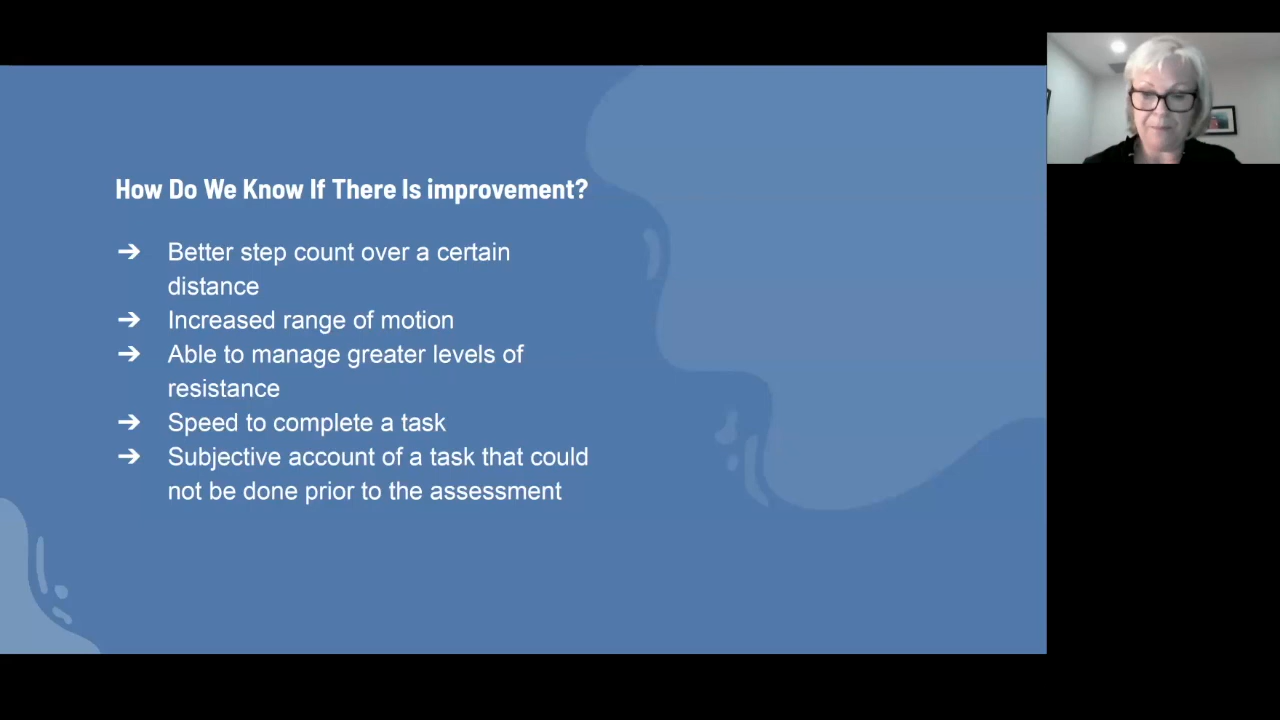 How Do We Know If There Is improvement?
➔ Better step count over a certain
distance
➔ Increased range of motion
➔ Able to manage greater levels of
resistance
➔ Speed to complete a task
➔ Subjective account of a task that could
not be done prior to the assessment